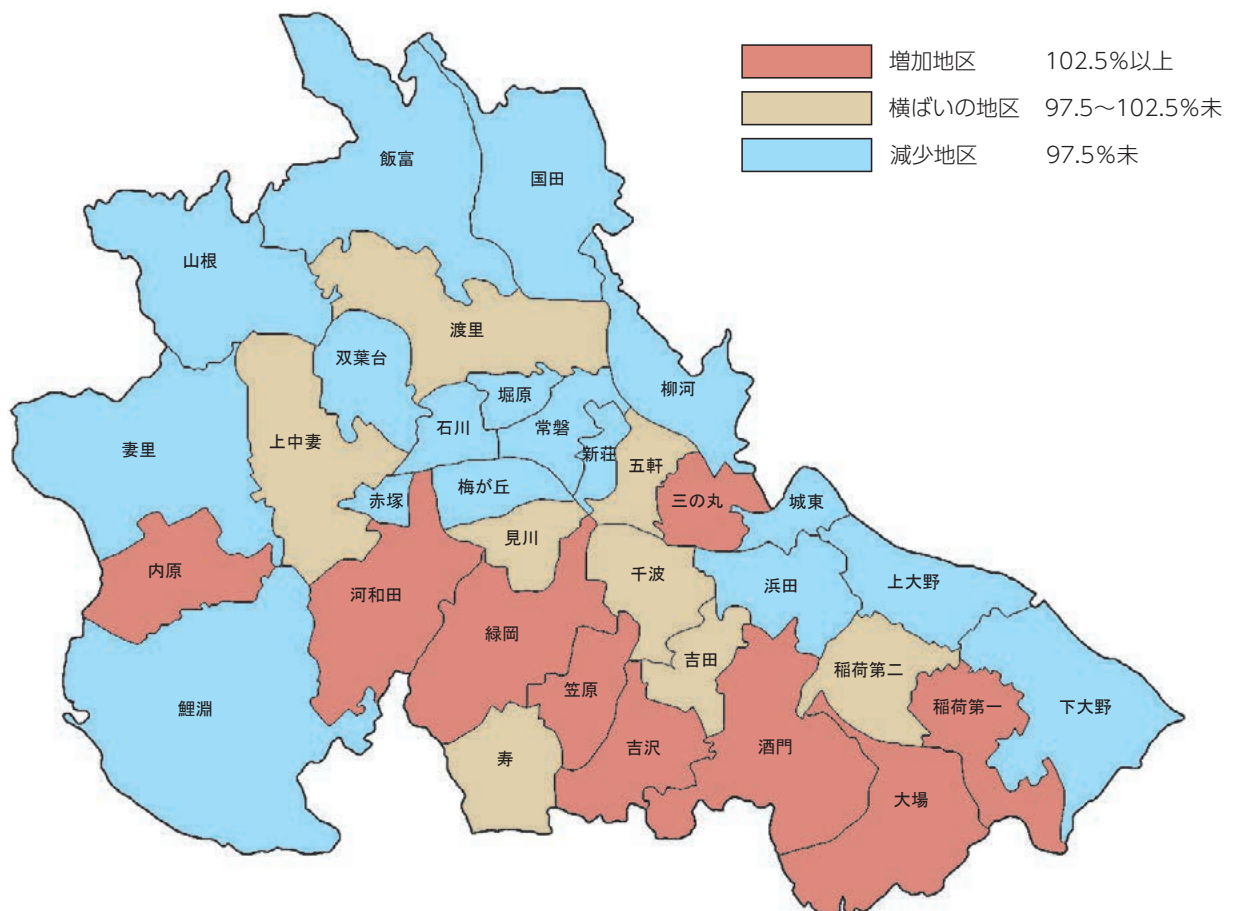 増加地区 102.5%以上
横ばいの地区 97.5～102.5%未
減少地区 97.5%未
飯富
国田
山根
渡里
双葉台
柳河
堀原
石川
常磐
上中妻
妻里
新荘
五軒
梅が丘
赤塚
三の丸
城東
見川
内原
千波
浜田
上大野
河和田
緑岡
吉田
稲荷第二
笠原
稲荷第一
下大野
鯉淵
吉沢
酒門
寿
大場